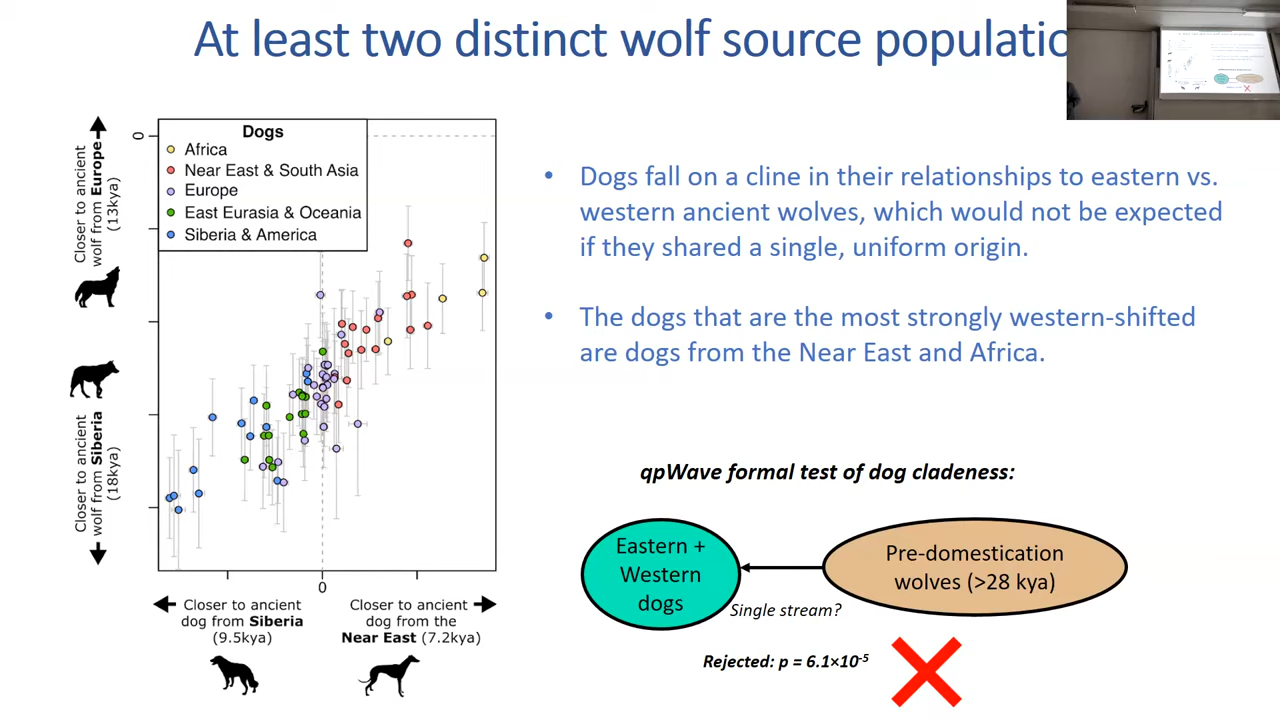 At least two distinct wolf source populatio
Dogs
Africa
Near East & South Asia
Europe
East Eurasia & Oceania
Siberia & America
0
Closer to ancient
wolf from Europe
(13kya)
Closer to ancient
wolf from Siberia
(18kya)
0
Closer to ancient
dog from Siberia
(9.5kya)
Closer to ancient
dog from the
Near East (7.2kya)
• Dogs fall on a cline in their relationships to eastern vs.
western ancient wolves, which would not be expected
if they shared a single, uniform origin.
• The dogs that are the most strongly western-shifted
are dogs from the Near East and Africa.
qpWave formal test of dog cladeness:
Eastern +
Western
dogs
Pre-domestication
wolves (>28 kya)
Single stream?
Rejected: p = 6.1×10⁻⁵